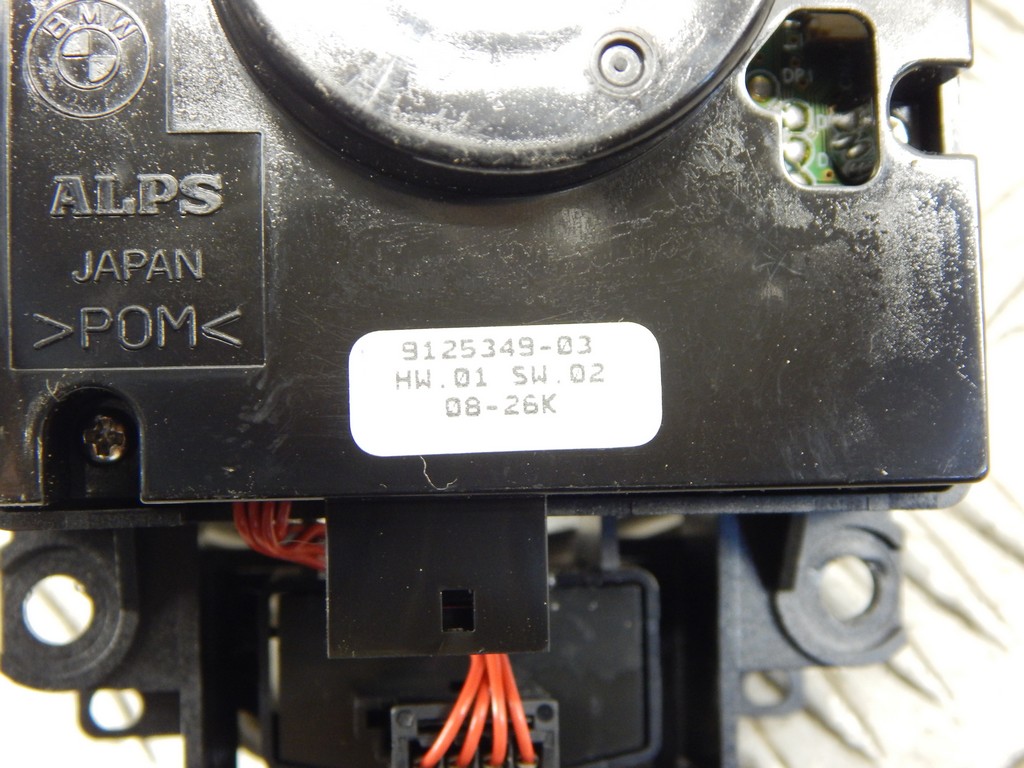 BMW
ALPS
JAPAN
>POM<
9125349-03
HW.01 SW.02
08-26K